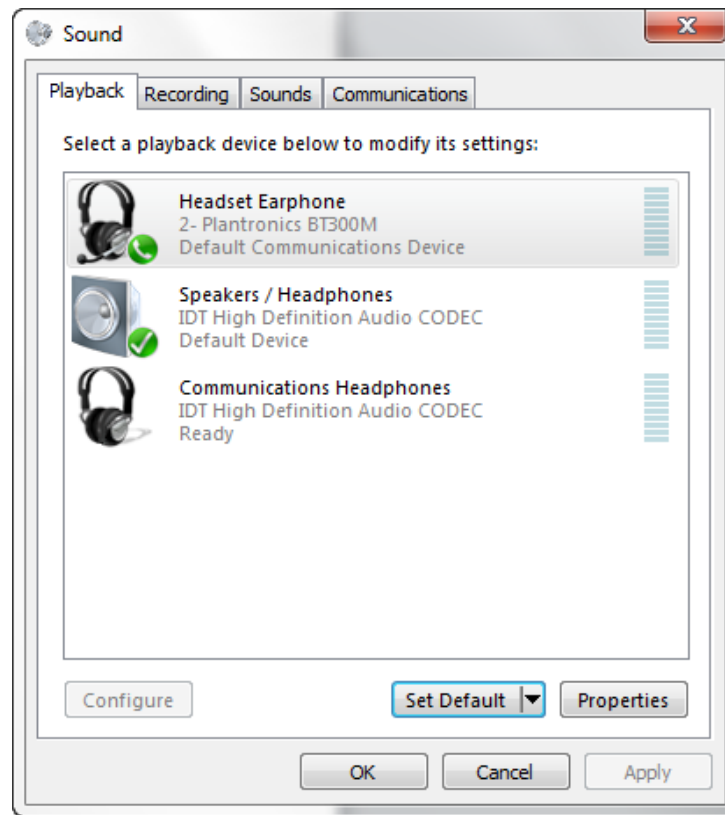 Sound
Playback Recording Sounds Communications
Select a playback device below to modify its settings:
Headset Earphone
2- Plantronics BT300M
Default Communications Device
Speakers / Headphones
IDT High Definition Audio CODEC
Default Device
Communications Headphones
IDT High Definition Audio CODEC
Ready
Configure Set Default Properties
OK Cancel Apply